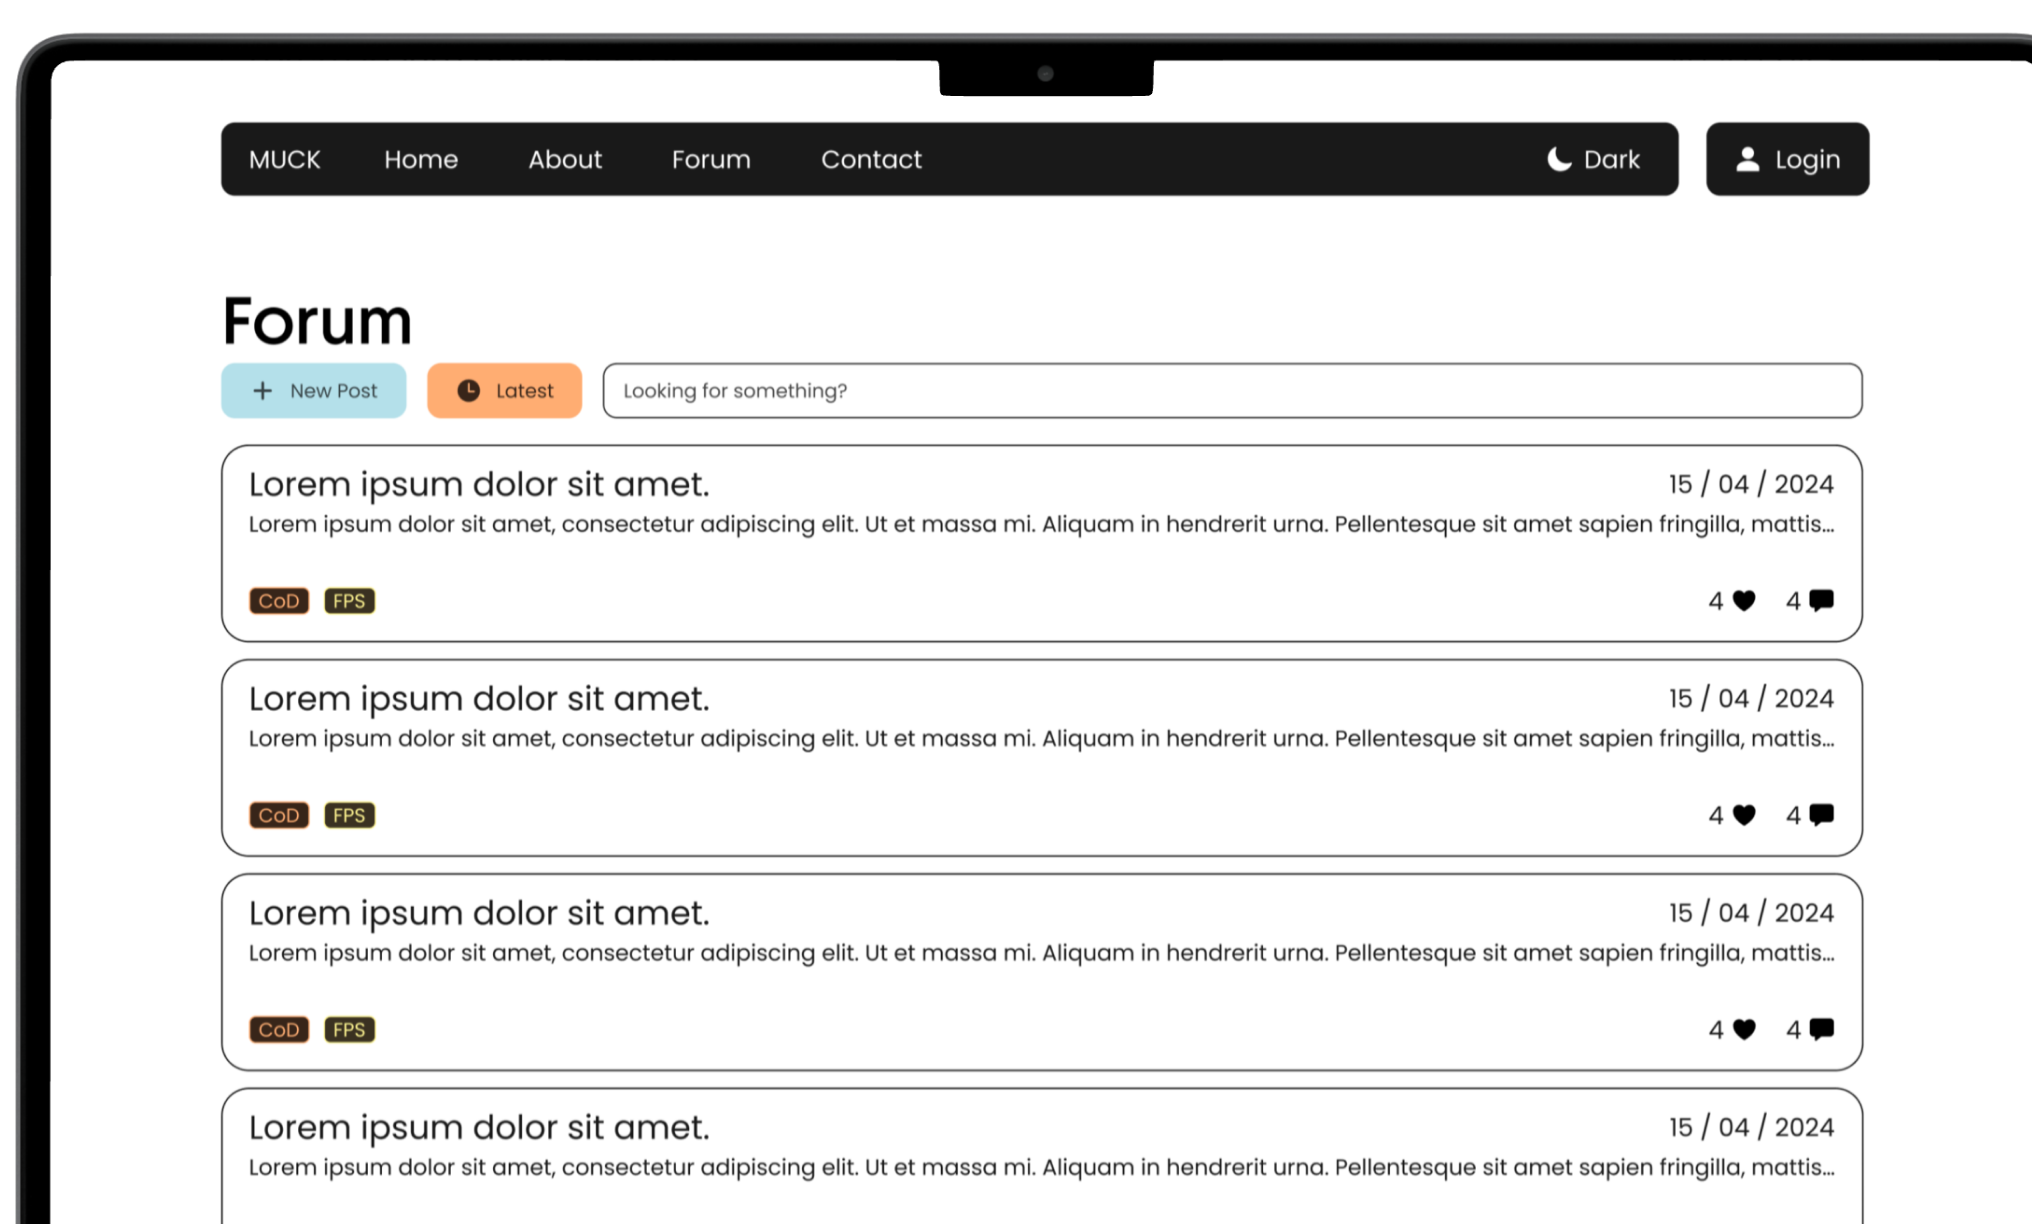 MUCK Home About Forum Contact Dark Login
Forum
New Post Latest Looking for something?
Lorem ipsum dolor sit amet. 15 / 04 / 2024
Lorem ipsum dolor sit amet, consectetur adipiscing elit. Ut et massa mi. Aliquam in hendrerit urna. Pellentesque sit amet sapien fringilla, mattis...
CoD FPS 4 4
Lorem ipsum dolor sit amet. 15 / 04 / 2024
Lorem ipsum dolor sit amet, consectetur adipiscing elit. Ut et massa mi. Aliquam in hendrerit urna. Pellentesque sit amet sapien fringilla, mattis...
CoD FPS 4 4
Lorem ipsum dolor sit amet. 15 / 04 / 2024
Lorem ipsum dolor sit amet, consectetur adipiscing elit. Ut et massa mi. Aliquam in hendrerit urna. Pellentesque sit amet sapien fringilla, mattis...
CoD FPS 4 4
Lorem ipsum dolor sit amet. 15 / 04 / 2024
Lorem ipsum dolor sit amet, consectetur adipiscing elit. Ut et massa mi. Aliquam in hendrerit urna. Pellentesque sit amet sapien fringilla, mattis...